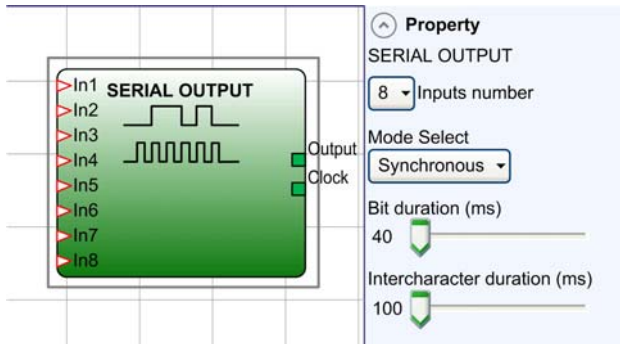 SERIAL OUTPUT
In1
In2
In3
In4
In5
In6
In7
In8
Output
Clock
Property
SERIAL OUTPUT
8 Inputs number
Mode Select
Synchronous
Bit duration (ms)
40
Intercharacter duration (ms)
100